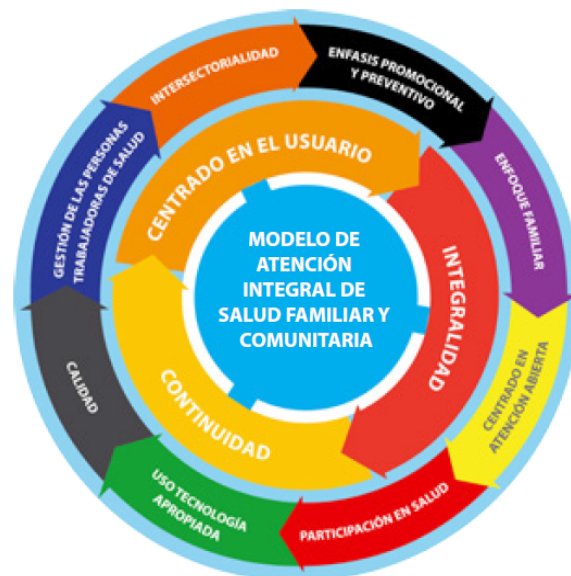 INTERSECTORIALIDAD
ENFASIS PROMOCIONAL
Y PREVENTIVO
ENFOQUE FAMILIAR
CENTRADO EN
ATENCIÓN ABIERTA
PARTICIPACIÓN EN SALUD
USO TECNOLOGÍA
APROPIADA
CALIDAD
GESTIÓN DE LAS PERSONAS
TRABAJADORAS DE SALUD
CENTRADO EN EL USUARIO
INTEGRALIDAD
CONTINUIDAD
MODELO DE
ATENCIÓN
INTEGRAL DE
SALUD FAMILIAR Y
COMUNITARIA